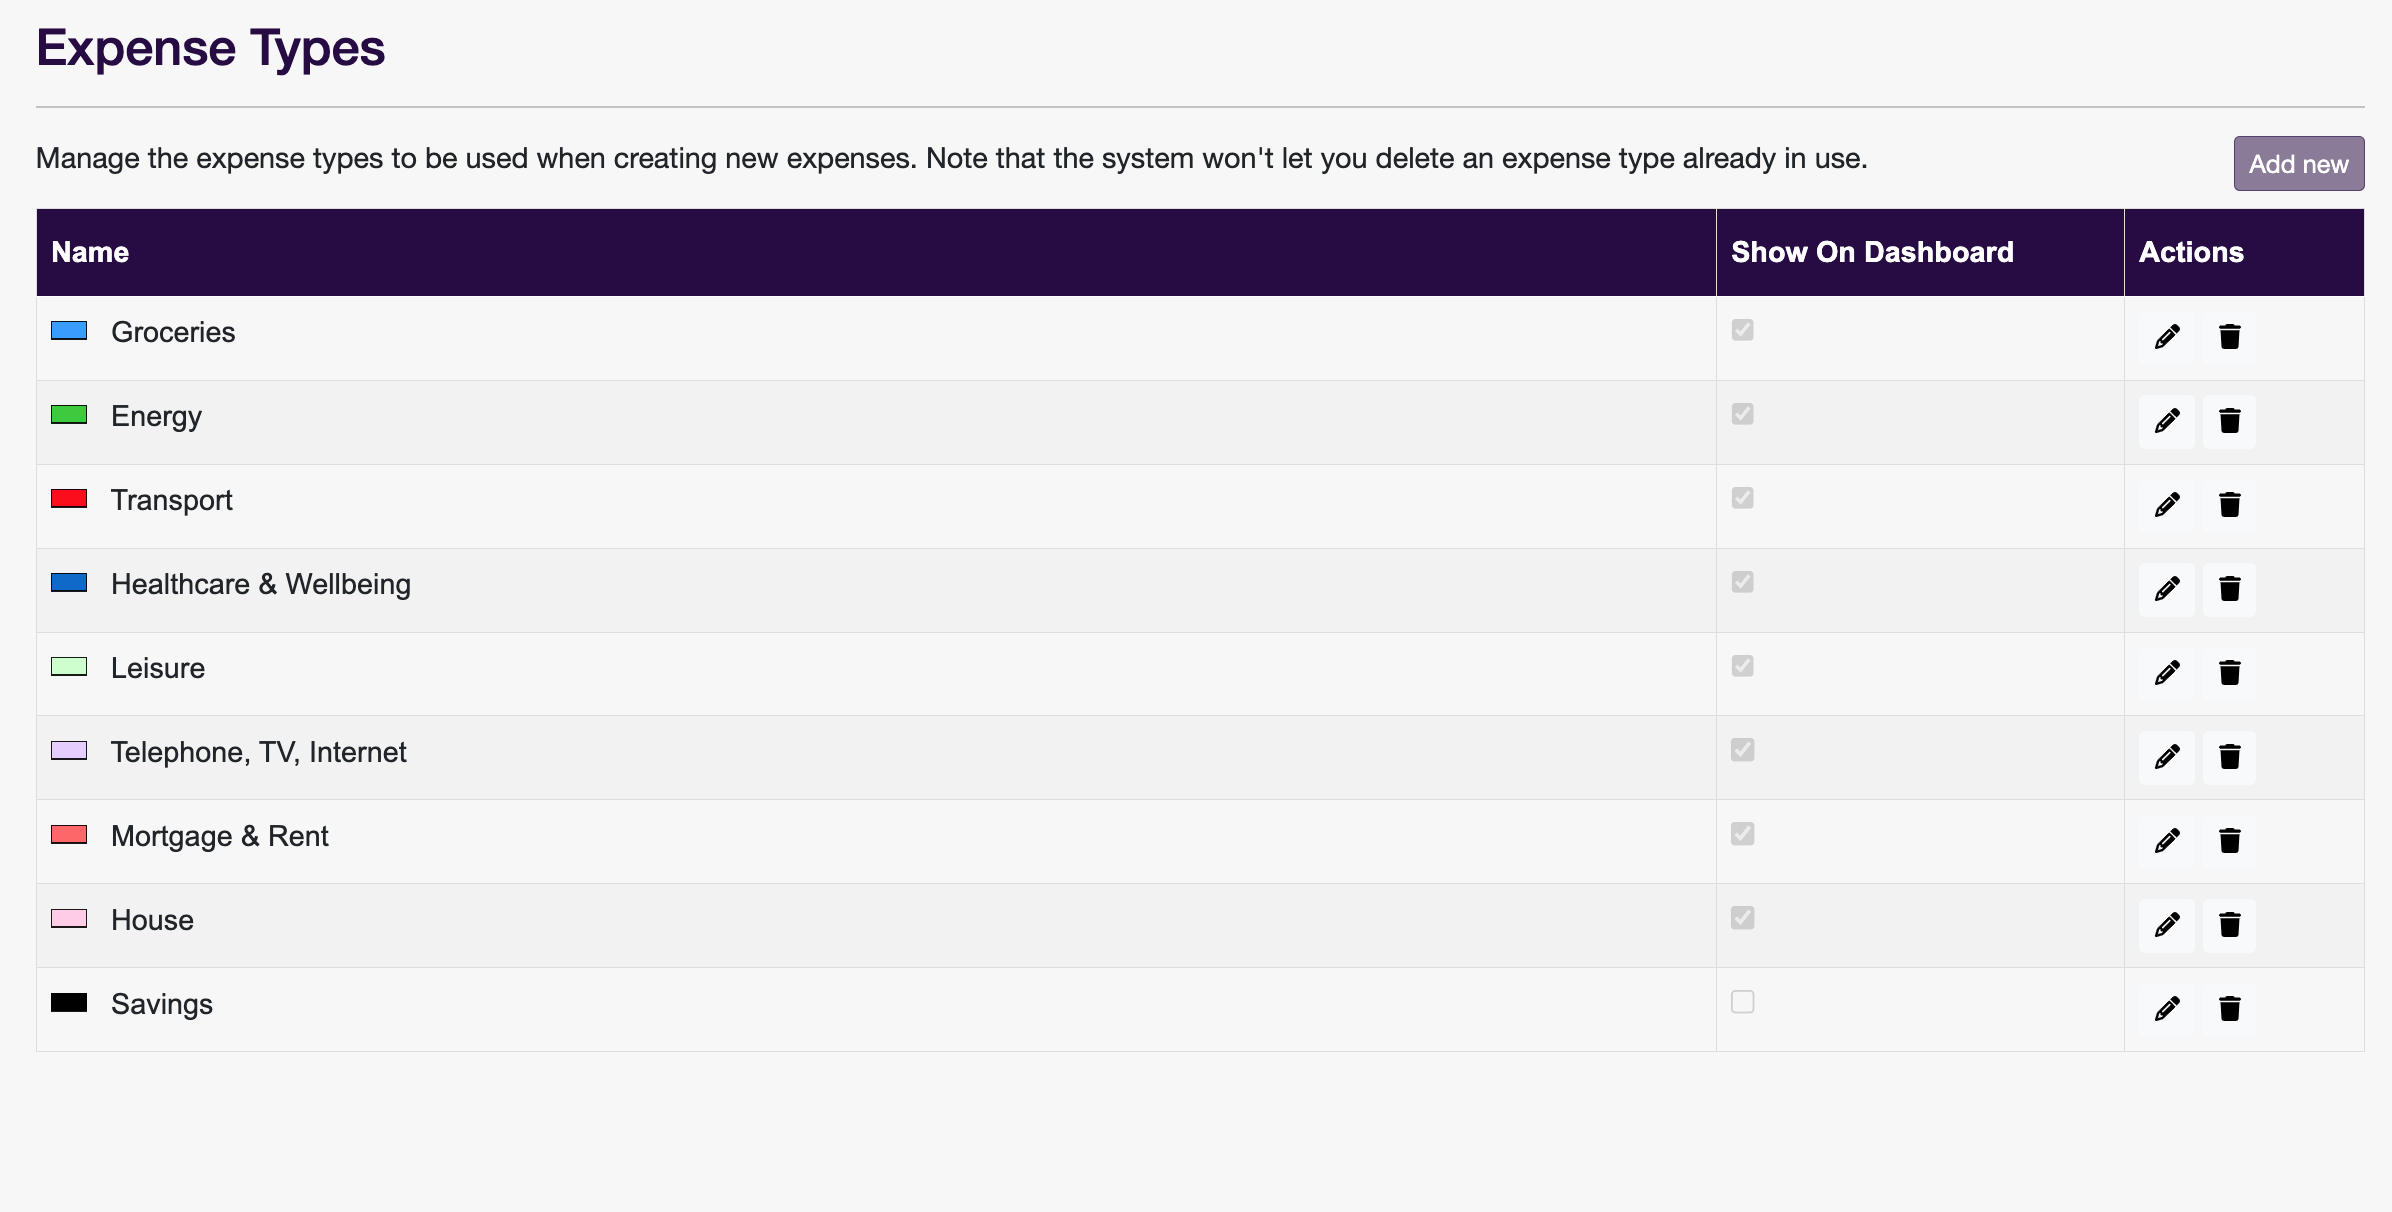 Expense Types
Manage the expense types to be used when creating new expenses. Note that the system won't let you delete an expense type already in use.
Add new
Name Show On Dashboard Actions
Groceries
Energy
Transport
Healthcare & Wellbeing
Leisure
Telephone, TV, Internet
Mortgage & Rent
House
Savings